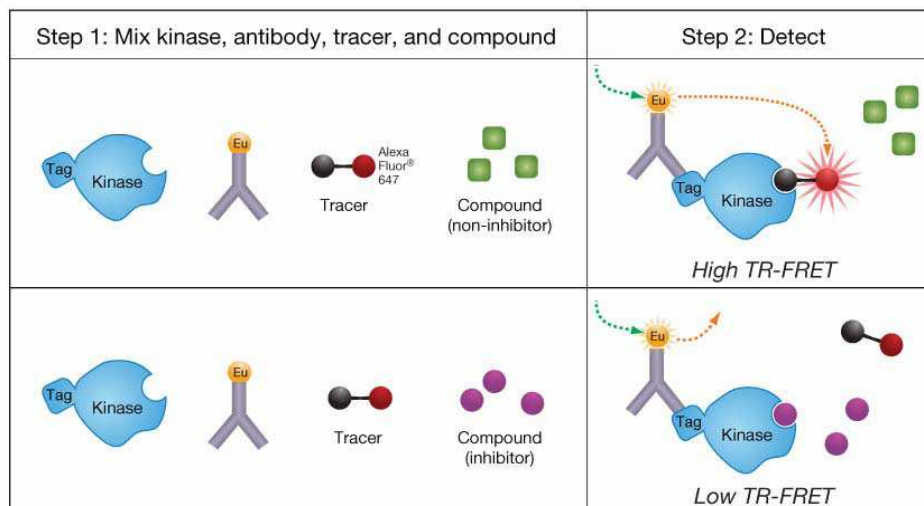 Step 1: Mix kinase, antibody, tracer, and compound
Step 2: Detect
Tag
Kinase
Eu
Alexa
Fluor®
647
Tracer
Compound
(non-inhibitor)
Eu
Tag
Kinase
High TR-FRET
Tag
Kinase
Eu
Tracer
Compound
(inhibitor)
Eu
Tag
Kinase
Low TR-FRET